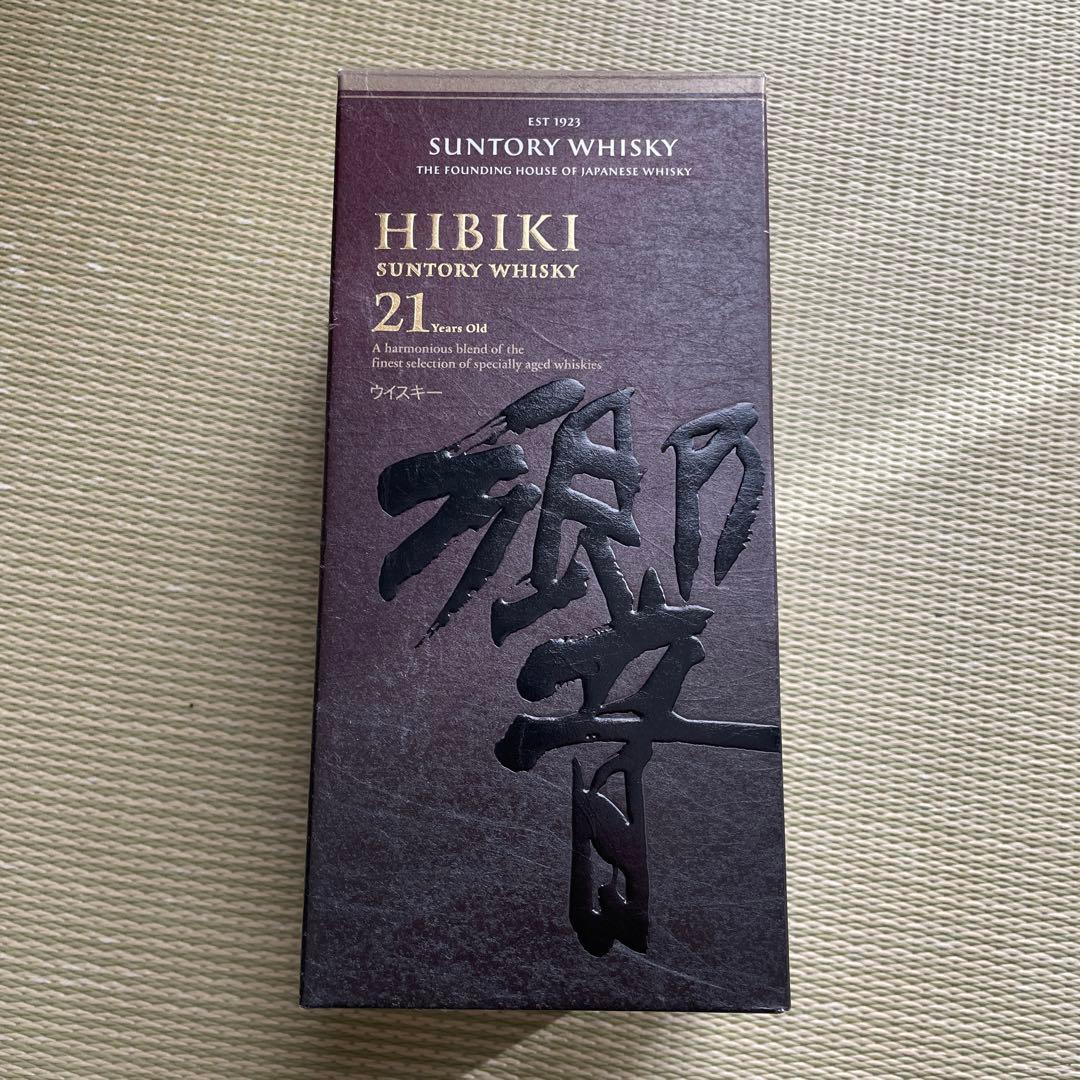 EST 1923
SUNTORY WHISKY
THE FOUNDING HOUSE OF JAPANESE WHISKY
HIBIKI
SUNTORY WHISKY
21 Years Old
A harmonious blend of the
finest selection of specially aged whiskies
ウイスキー
響